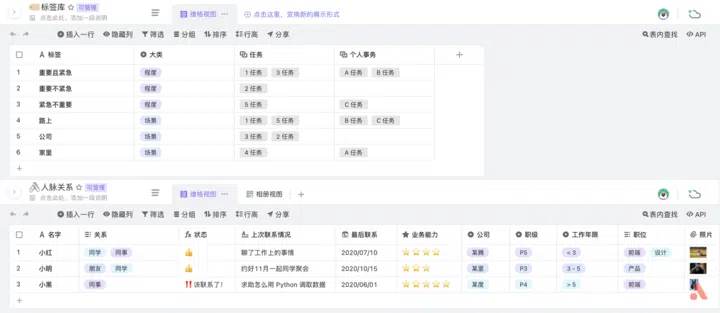 标签库 可管理
点击此处，添加一段说明
维格视图 ··· 点击这里，变换新的展示形式
插入一行 隐藏列 筛选 分组 排序 行高 分享 表内查找 API
标签 大类 任务 个人事务
1 重要且紧急 程度 1 任务 3 任务 A 任务 B 任务
2 重要不紧急 程度 2 任务
3 紧急不重要 程度 5 任务 C 任务
4 路上 场景 1 任务 5 任务 B 任务 C 任务
5 公司 场景 3 任务 2 任务
6 家里 场景 4 任务 A 任务
人脉关系 可管理
点击此处，添加一段说明
维格视图 ··· 相册视图
插入一行 隐藏列 筛选 分组 排序 行高 分享 表内查找 API
名字 关系 状态 上次联系情况 最后联系 业务能力 公司 职级 工作年限 职位 照片
1 小红 同学 同事 聊了工作上的事情 2020/07/10 某腾 P5 < 3 前端 设计
2 小明 朋友 同学 约好11月一起同学聚会 2020/10/15 某里 P3 3 - 5 产品
3 小黑 同事 !! 该联系了! 求助怎么用 Python 调取数据 2020/06/01 某度 P4 > 5 前端